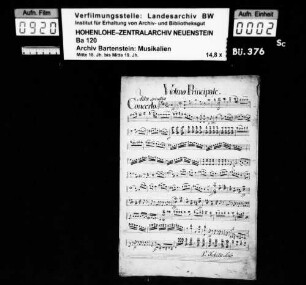 Aufn. Film
0920
Verfilmungsstelle: Landesarchiv BW
Institut für Erhaltung von Archiv- und Bibliotheksgut
HOHENLOHE-ZENTRALARCHIV NEUENSTEIN
Ba 120
Archiv Bartenstein: Musikalien
Mitte 18. Jh. bis Mitte 19. Jh.
14,8 x
Aufn. Einheit
0002
Sc
BÜ. 376
Violino Principale.
Concerto